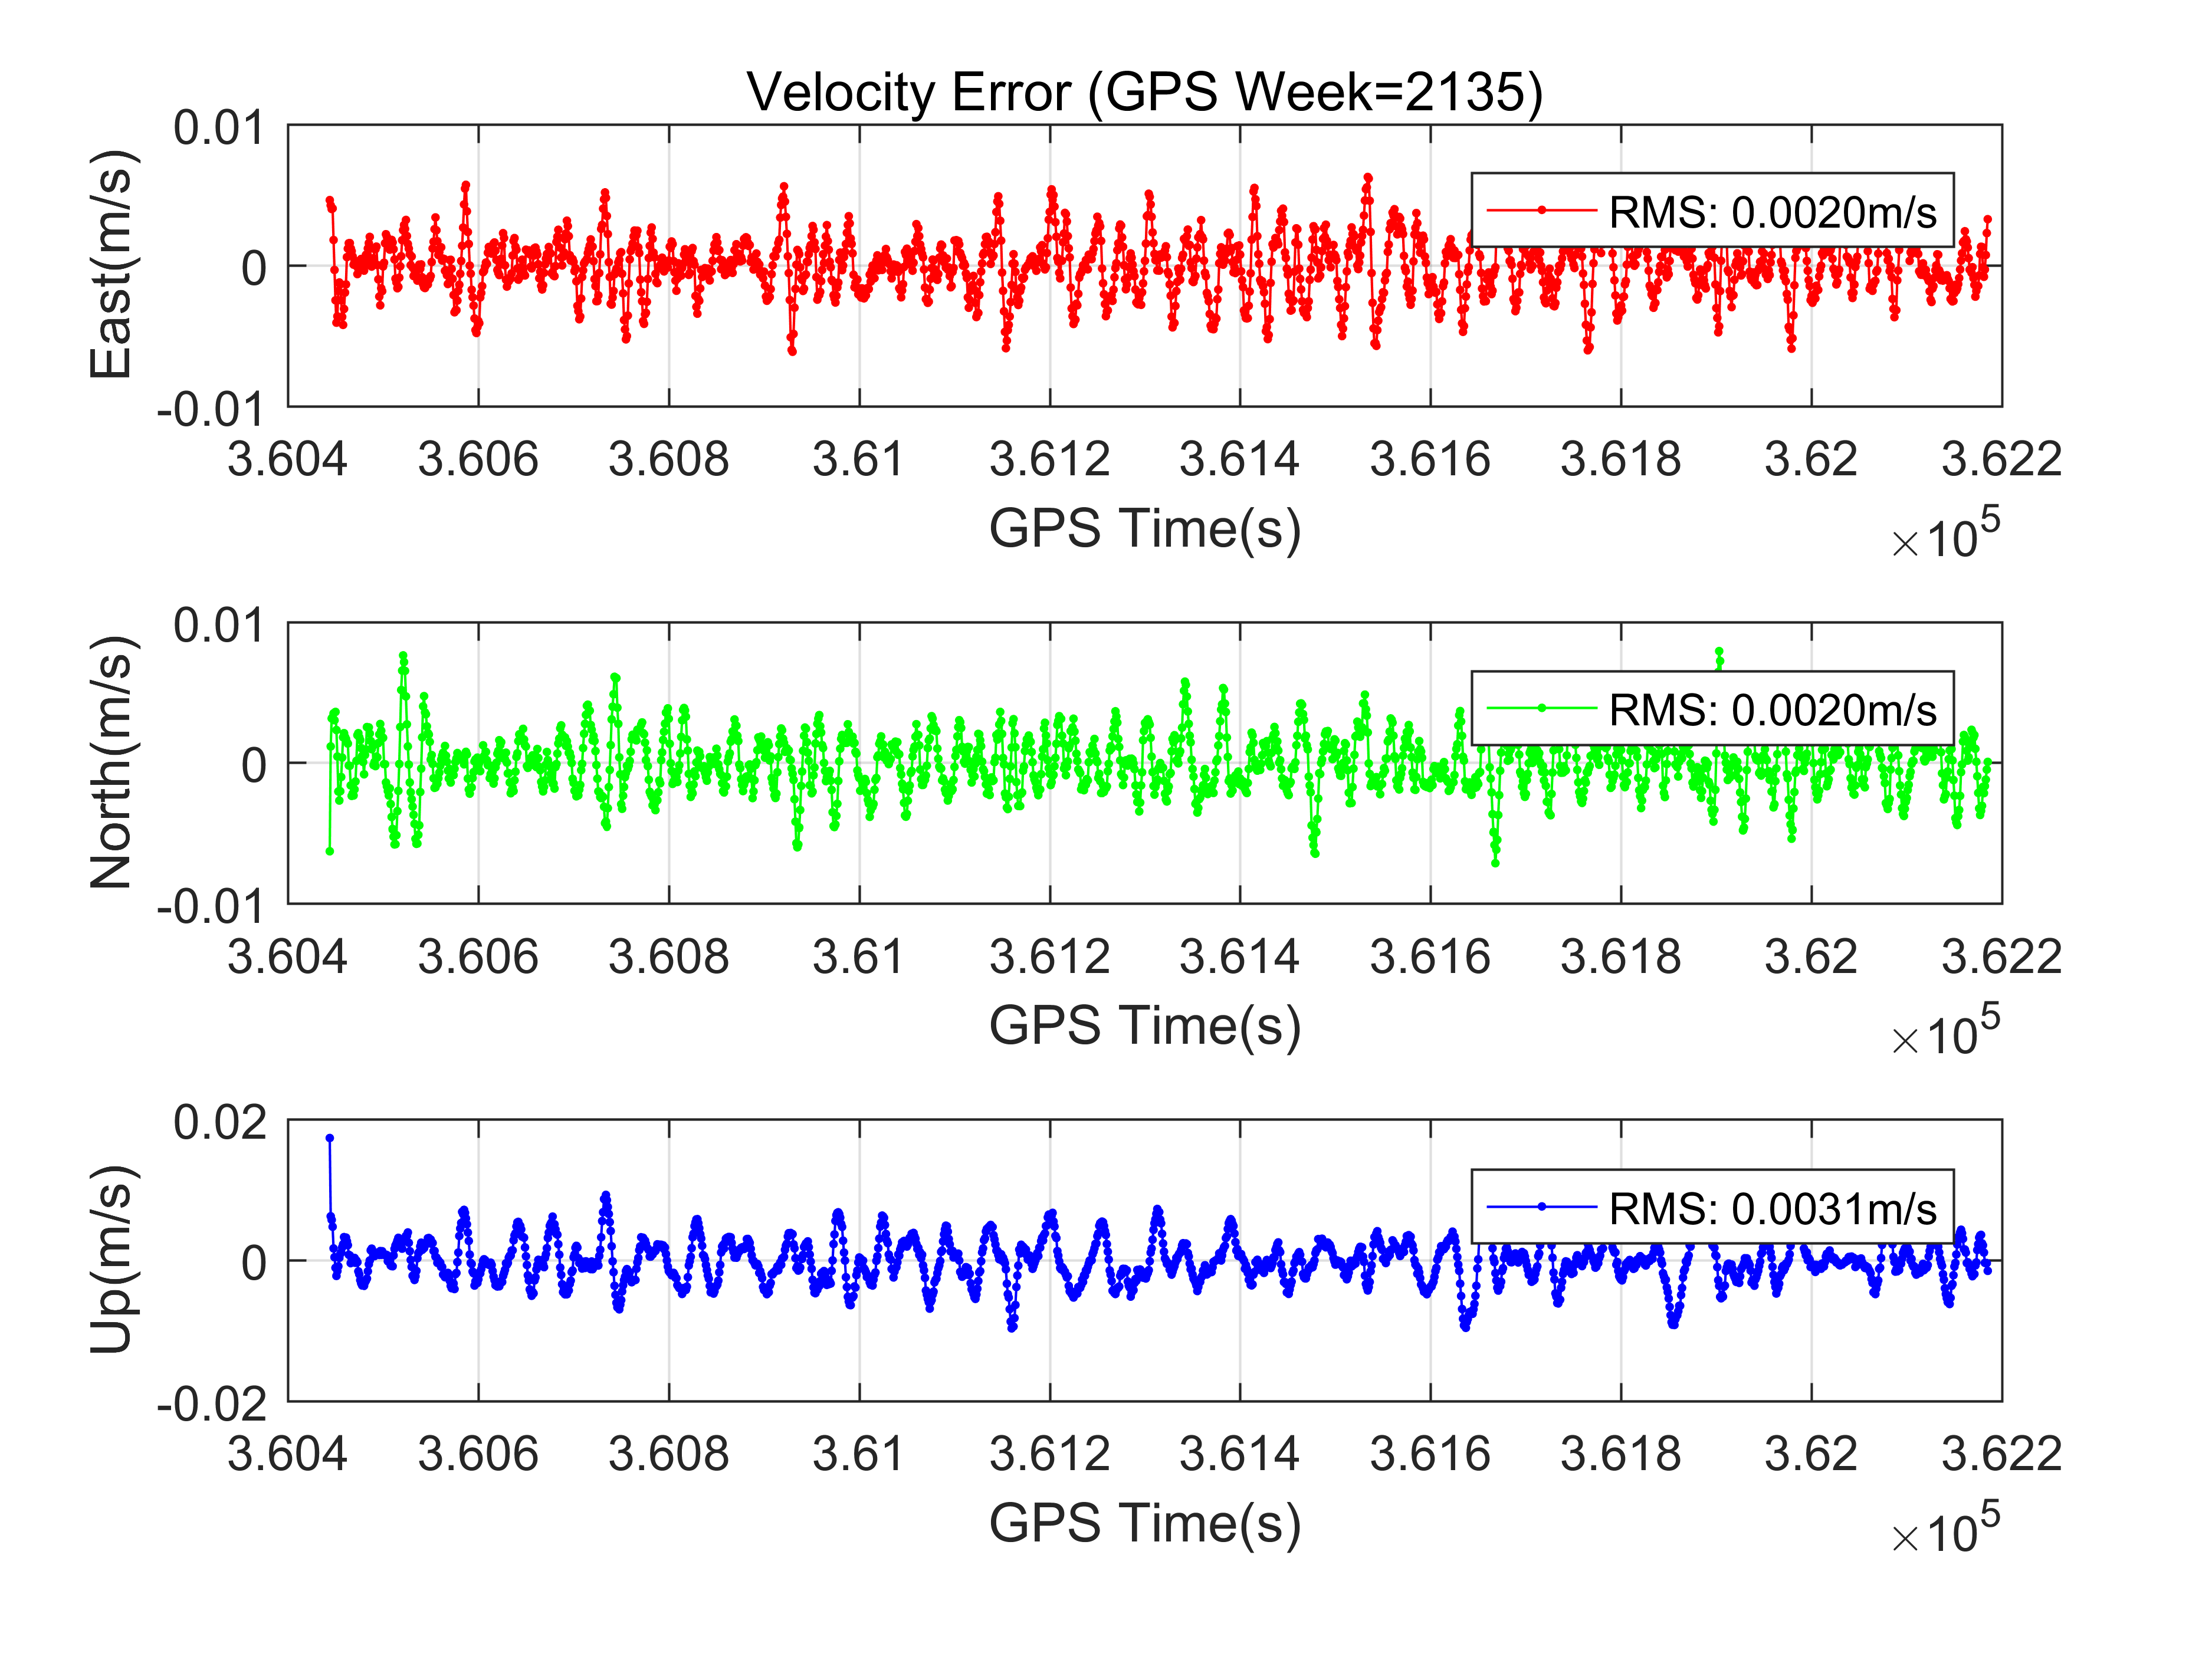 Velocity Error (GPS Week=2135)
0.01
0
-0.01
East(m/s)
RMS: 0.0020m/s
3.604 3.606 3.608 3.61 3.612 3.614 3.616 3.618 3.62 3.622
GPS Time(s)
×10^5
0.01
0
-0.01
North(m/s)
RMS: 0.0020m/s
3.604 3.606 3.608 3.61 3.612 3.614 3.616 3.618 3.62 3.622
GPS Time(s)
×10^5
0.02
0
-0.02
Up(m/s)
RMS: 0.0031m/s
3.604 3.606 3.608 3.61 3.612 3.614 3.616 3.618 3.62 3.622
GPS Time(s)
×10^5